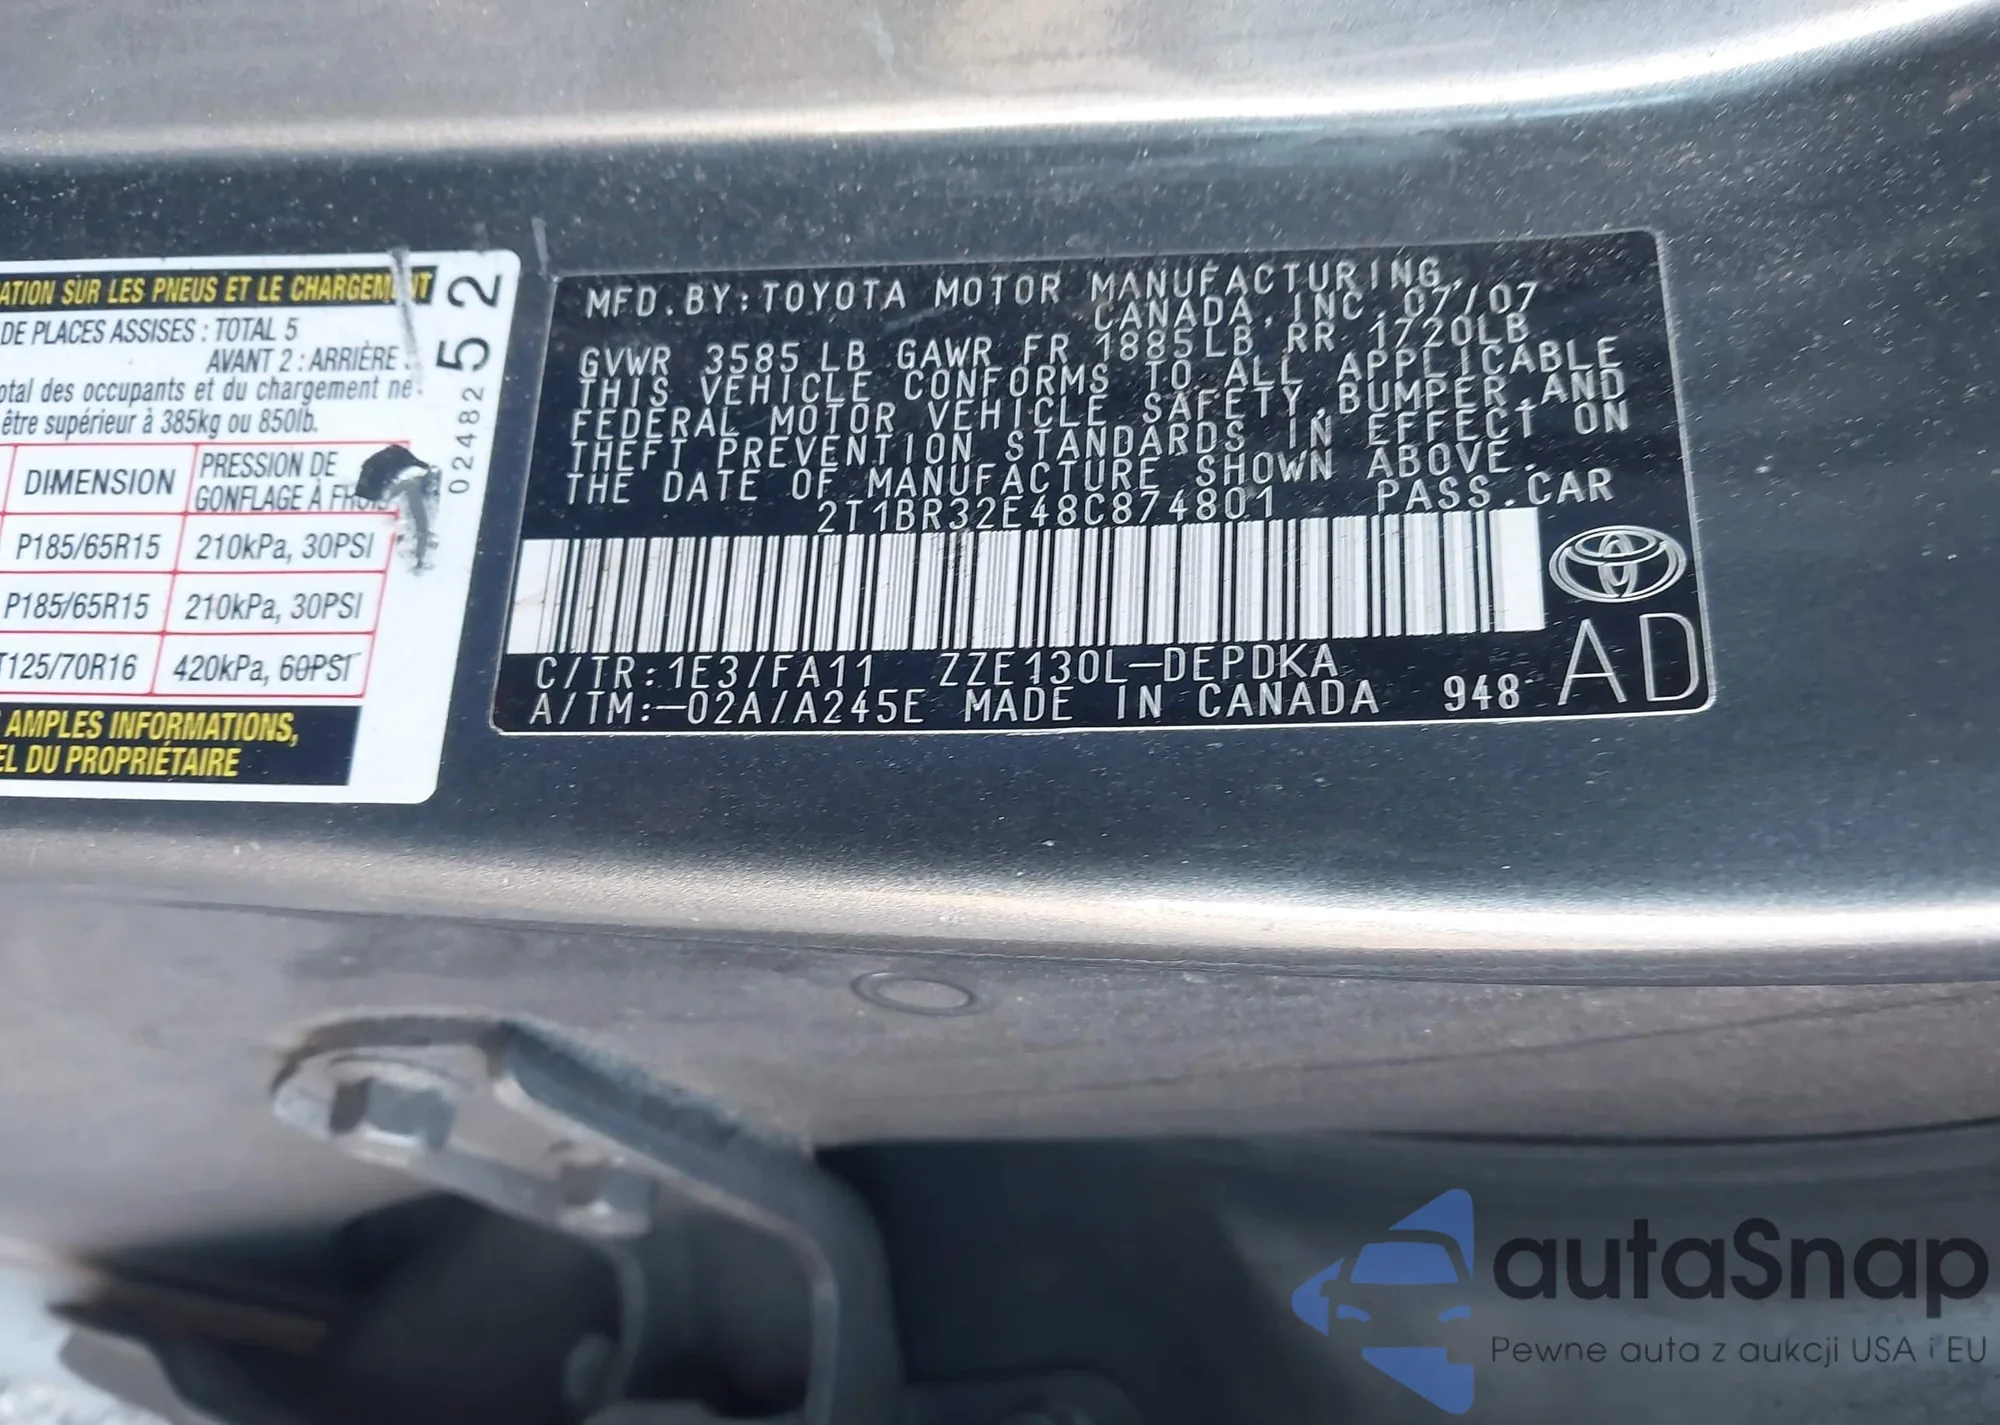 ATION SUR LES PNEUS ET LE CHARGEMENT
DE PLACES ASSISES : TOTAL 5
AVANT 2 : ARRIÈRE
otal des occupants et du chargement ne
être supérieur à 385kg ou 850lb.
DIMENSION
PRESSION DE
GONFLAGE À FROID
P185/65R15 210kPa, 30PSI
P185/65R15 210kPa, 30PSI
T125/70R16 420kPa, 60PSI
AMPLES INFORMATIONS,
EL DU PROPRIÉTAIRE
02482
52
MFD.BY:TOYOTA MOTOR MANUFACTURING,
CANADA, INC. 07/07
GVWR 3585LB GAWR FR 1885LB RR 1720LB
THIS VEHICLE CONFORMS TO ALL APPLICABLE
FEDERAL MOTOR VEHICLE SAFETY,BUMPER,AND
THEFT PREVENTION STANDARDS IN EFFECT ON
THE DATE OF MANUFACTURE SHOWN ABOVE.
2T1BR32E48C874801 PASS.CAR
C/TR:1E3/FA11 ZZE130L-DEPDKA
A/TM:-02A/A245E MADE IN CANADA 948
AD
autaSnap
Pewne auta z aukcji USA i EU